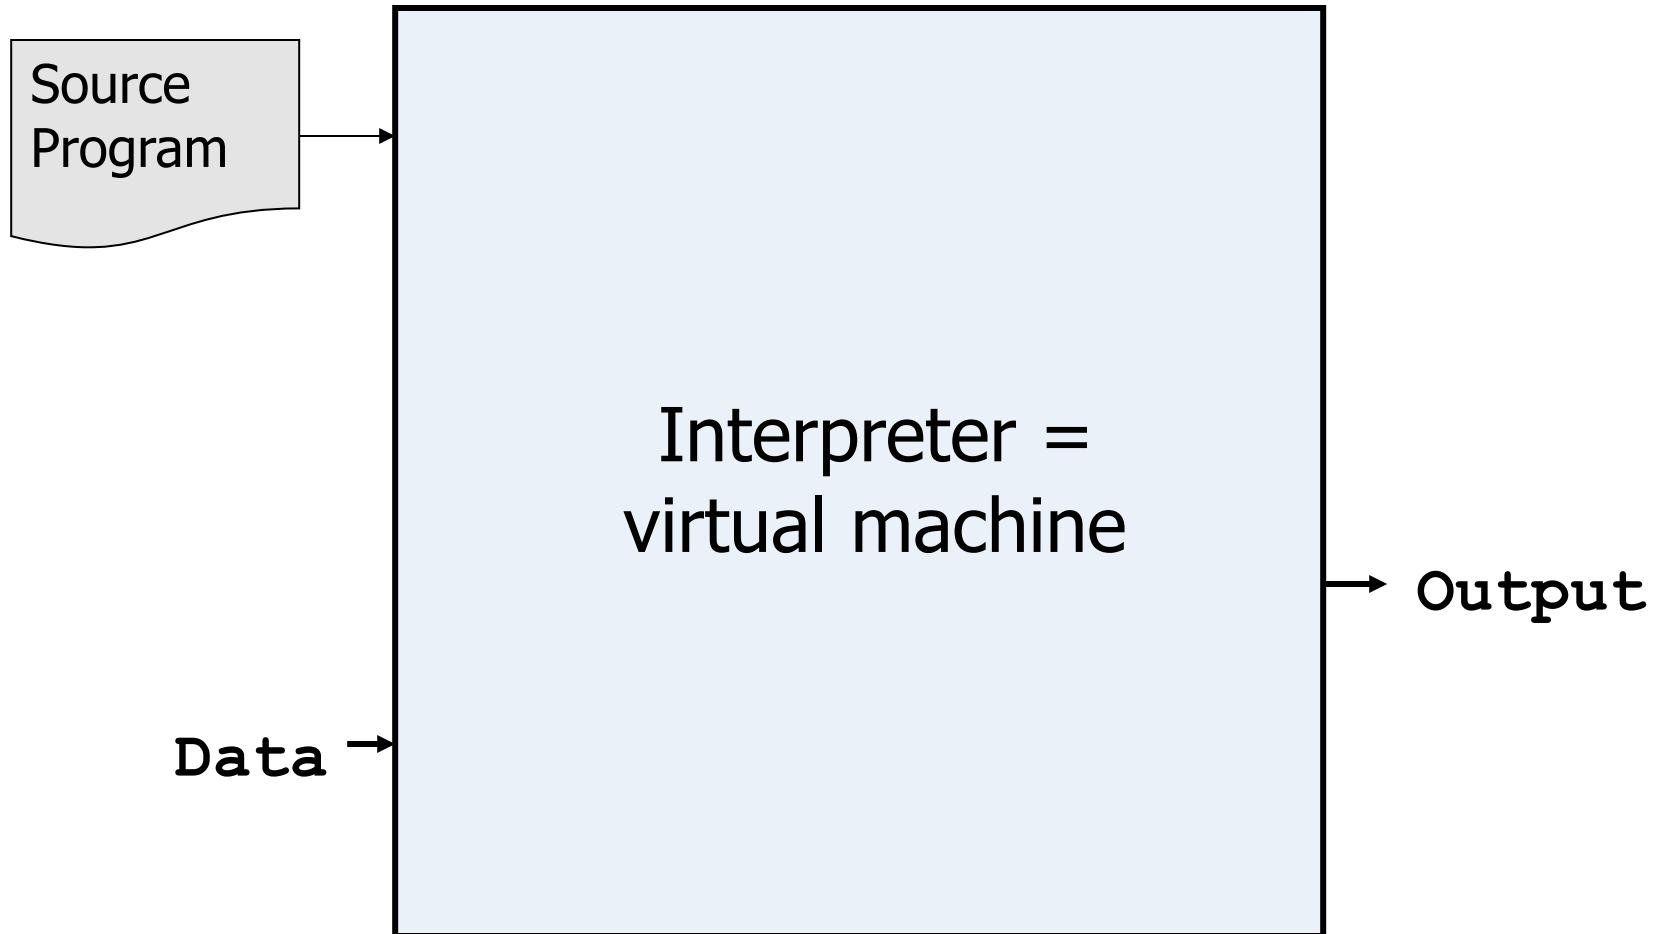 Source
Program
Interpreter =
virtual machine
Output
Data